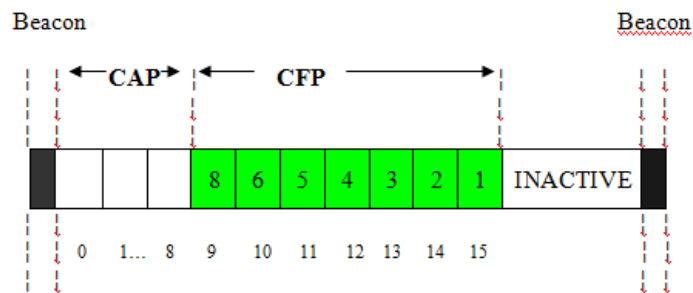 Beacon Beacon
CAP CFP
8 6 5 4 3 2 1 INACTIVE
0 1... 8 9 10 11 12 13 14 15